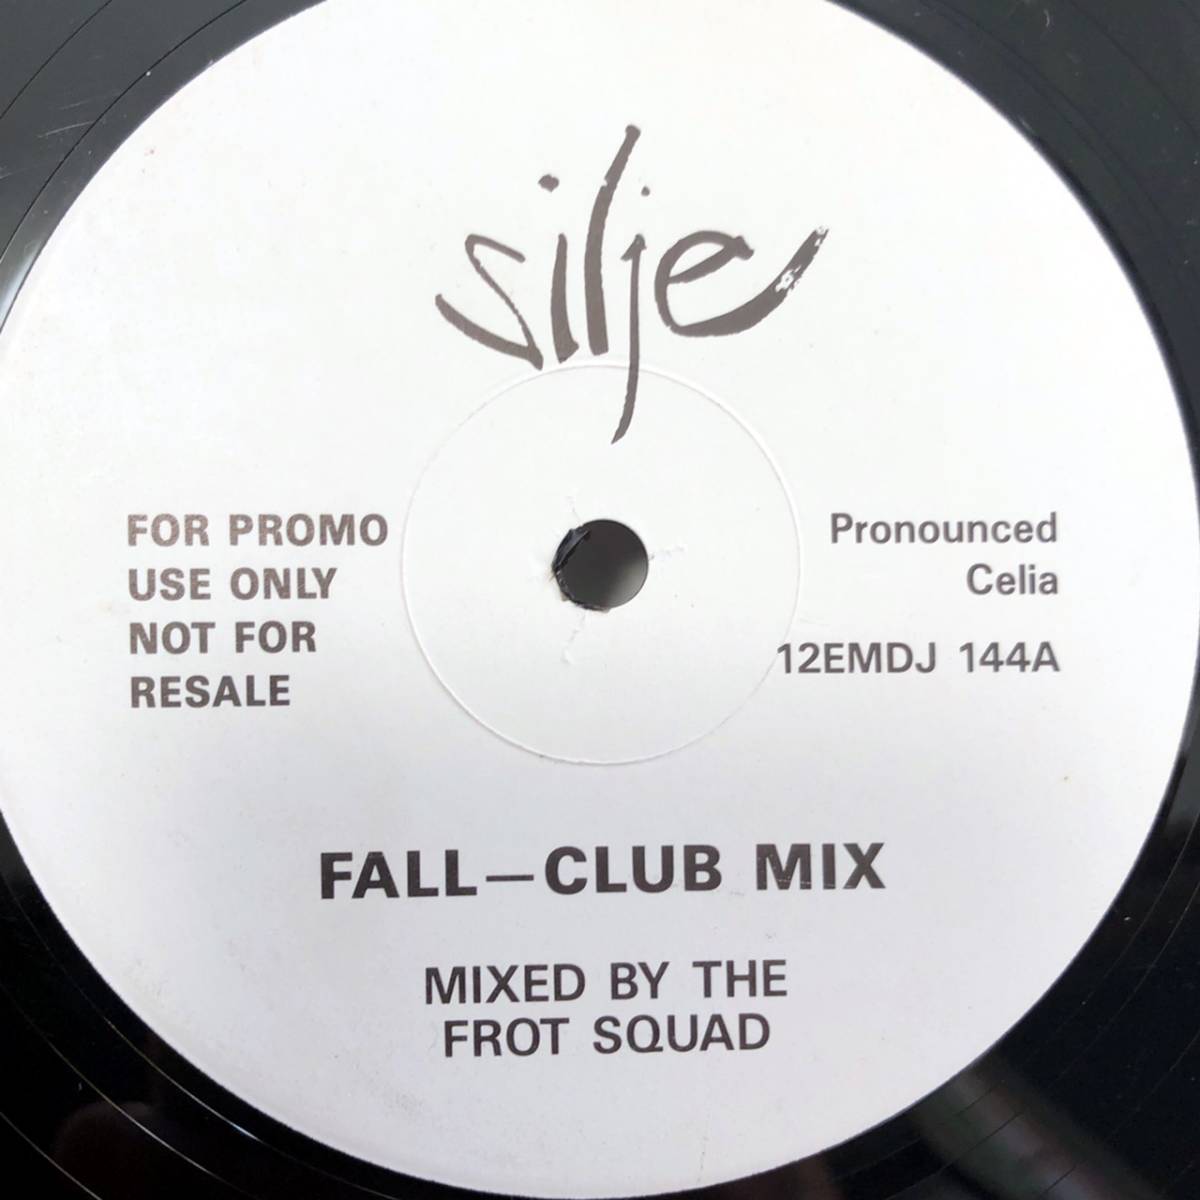 silje
FOR PROMO
USE ONLY
NOT FOR
RESALE
Pronounced
Celia
12EMDJ 144A
FALL—CLUB MIX
MIXED BY THE
FROT SQUAD